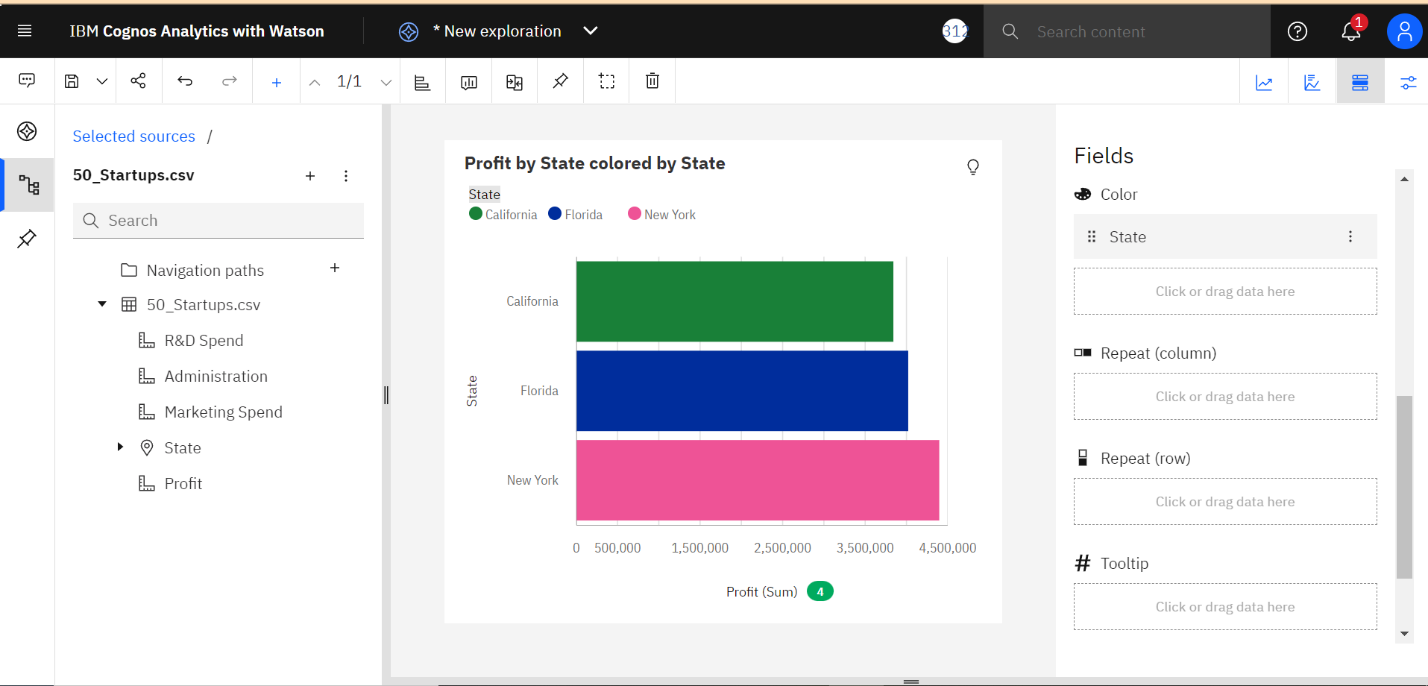 IBM Cognos Analytics with Watson
* New exploration
312
Search content
1
1/1
Selected sources /
50_Startups.csv
Search
Navigation paths
50_Startups.csv
R&D Spend
Administration
Marketing Spend
State
Profit
Profit by State colored by State
State
California Florida New York
California
Florida
New York
State
0 500,000 1,500,000 2,500,000 3,500,000 4,500,000
Profit (Sum) 4
Fields
Color
State
Click or drag data here
Repeat (column)
Click or drag data here
Repeat (row)
Click or drag data here
# Tooltip
Click or drag data here